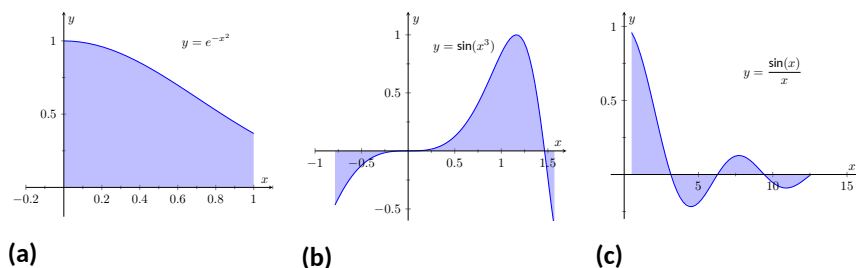 y
1
0.5
−0.2
0.2
0.4
0.6
0.8
1
x
y = e^{−x^2}
(a)
y
1
0.5
−0.5
−1
−0.5
0.5
1
1.5
x
y = sin(x^3)
(b)
y
1
0.5
5
10
15
x
y = sin(x)/x
(c)